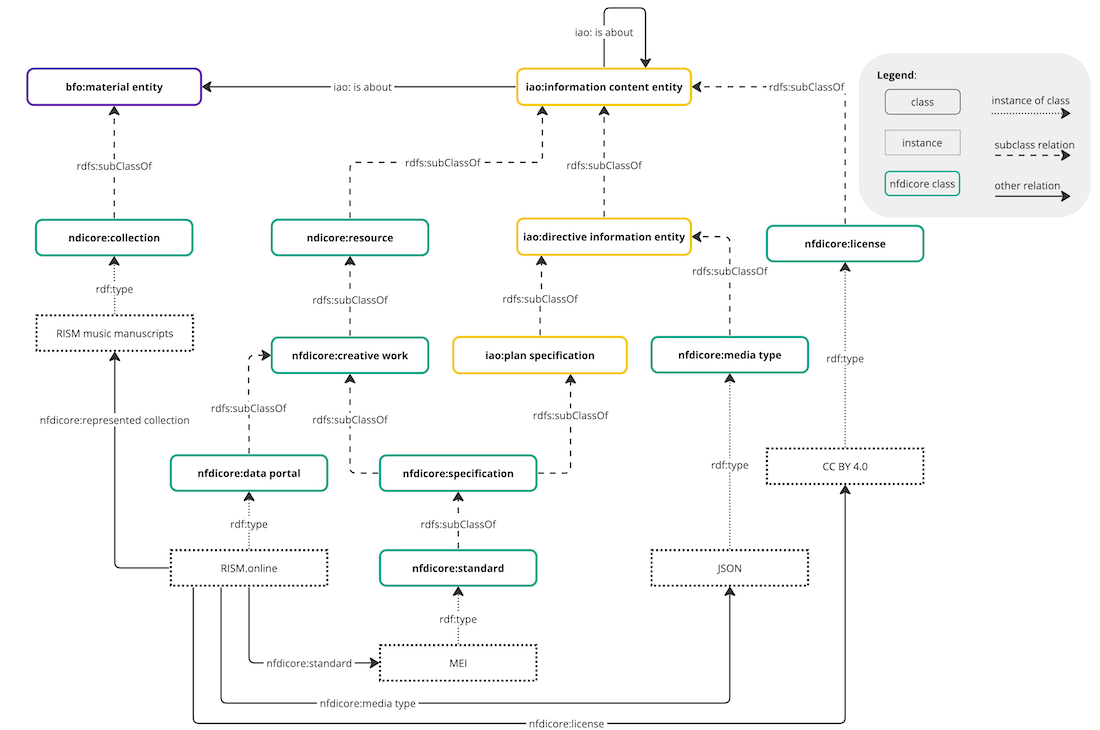 iao: is about
bfo:material entity
iao: is about
iao:information content entity
rdfs:subClassOf
Legend:
class
instance of class
instance
subclass relation
nfdicore class
other relation
rdfs:subClassOf
rdfs:subClassOf
rdfs:subClassOf
ndicore:collection
ndicore:resource
iao:directive information entity
nfdicore:license
rdf:type
rdfs:subClassOf
rdfs:subClassOf
rdfs:subClassOf
RISM music manuscripts
nfdicore:creative work
iao:plan specification
nfdicore:media type
rdf:type
nfdicore:represented collection
rdfs:subClassOf
rdfs:subClassOf
rdfs:subClassOf
nfdicore:data portal
nfdicore:specification
rdf:type
CC BY 4.0
rdf:type
rdfs:subClassOf
RISM.online
nfdicore:standard
JSON
rdf:type
nfdicore:standard
MEI
nfdicore:media type
nfdicore:license